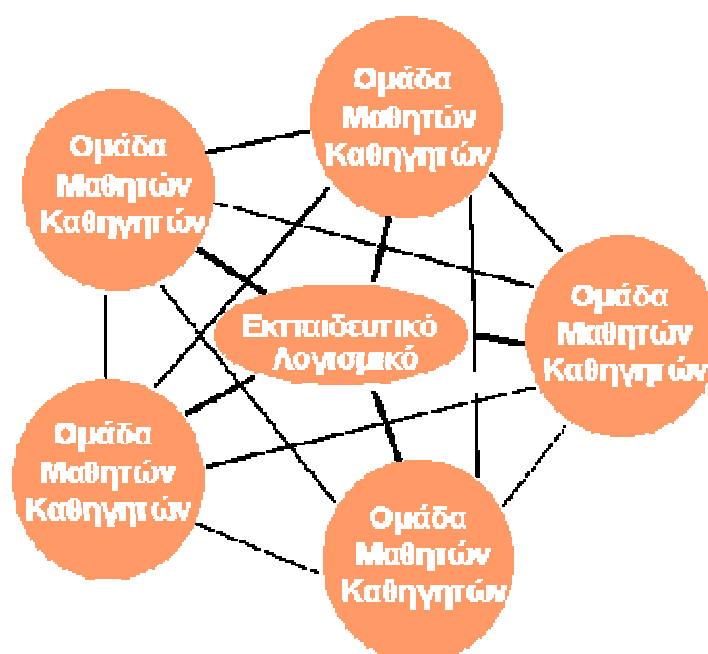 Ομάδα
Μαθητών
Καθηγητών
Ομάδα
Μαθητών
Καθηγητών
Ομάδα
Μαθητών
Καθηγητών
Εκπαιδευτικό
Λογισμικό
Ομάδα
Μαθητών
Καθηγητών
Ομάδα
Μαθητών
Καθηγητών